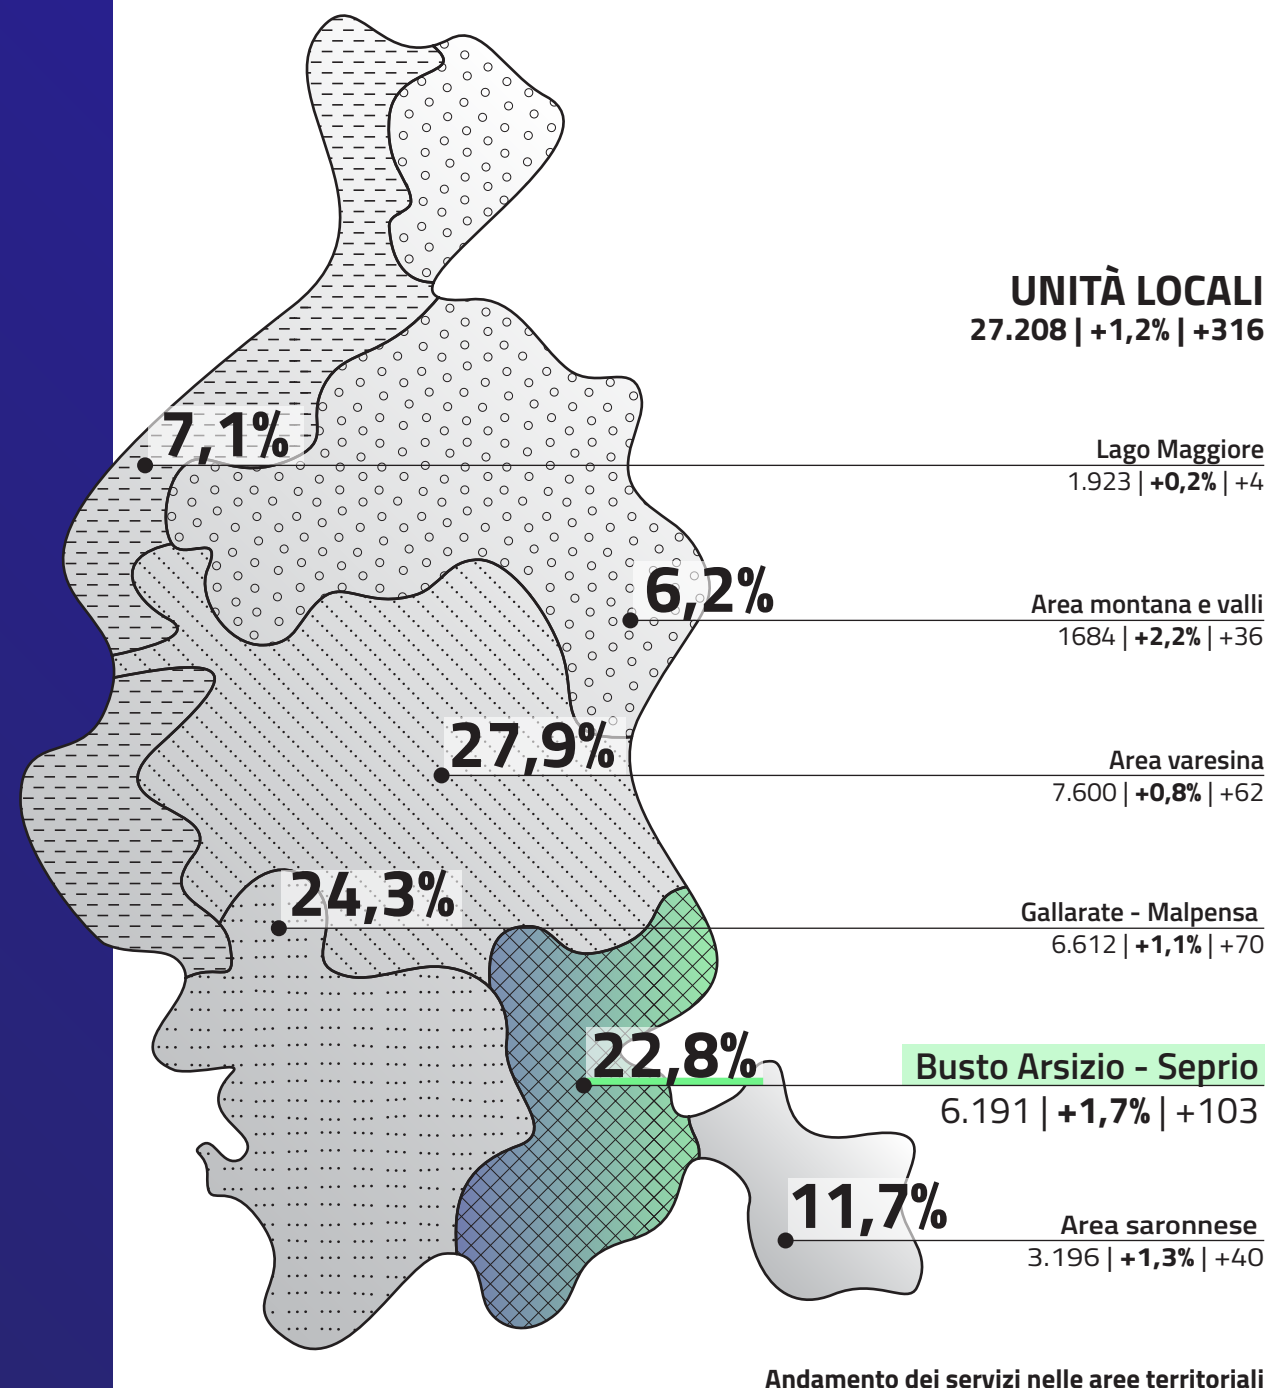 UNITÀ LOCALI
27.208 | +1,2% | +316
7,1%
Lago Maggiore
1.923 | +0,2% | +4
6,2%
Area montana e valli
1684 | +2,2% | +36
27,9%
Area varesina
7.600 | +0,8% | +62
24,3%
Gallarate - Malpensa
6.612 | +1,1% | +70
22,8%
Busto Arsizio - Seprio
6.191 | +1,7% | +103
11,7%
Area saronnese
3.196 | +1,3% | +40
Andamento dei servizi nelle aree territoriali